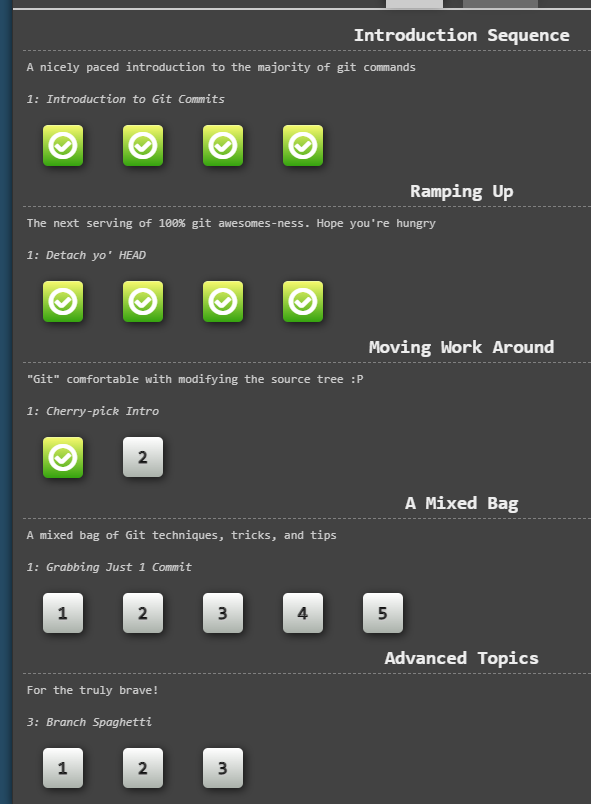 Introduction Sequence
A nicely paced introduction to the majority of git commands
1: Introduction to Git Commits
Ramping Up
The next serving of 100% git awesomes-ness. Hope you're hungry
1: Detach yo' HEAD
Moving Work Around
"Git" comfortable with modifying the source tree :P
1: Cherry-pick Intro
2
A Mixed Bag
A mixed bag of Git techniques, tricks, and tips
1: Grabbing Just 1 Commit
1 2 3 4 5
Advanced Topics
For the truly brave!
3: Branch Spaghetti
1 2 3